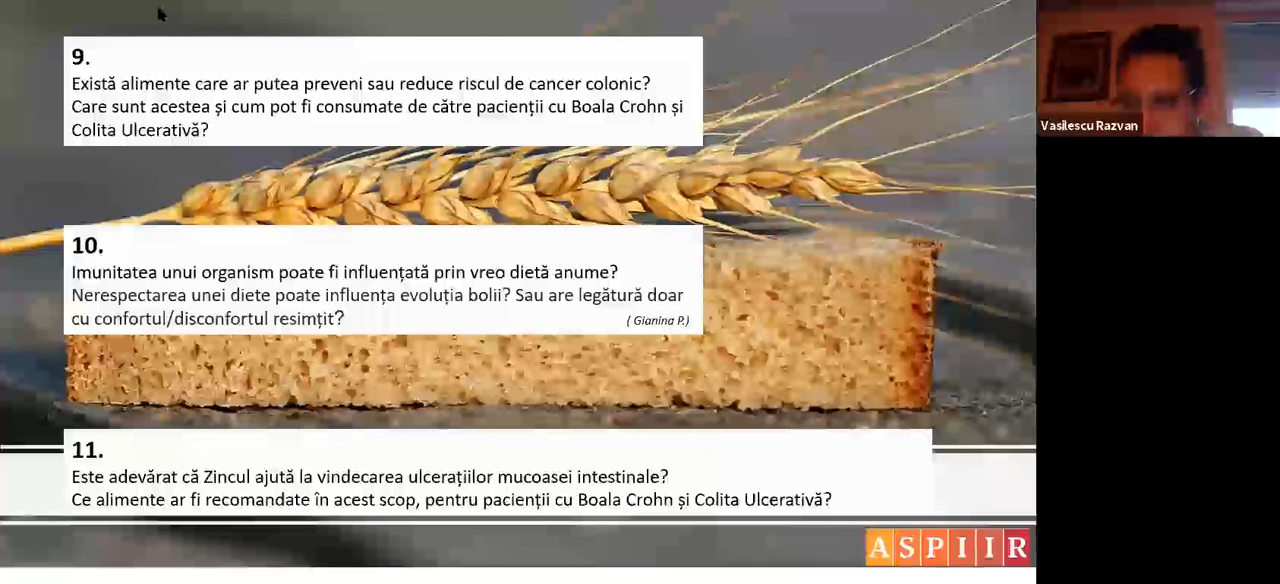 9.
Există alimente care ar putea preveni sau reduce riscul de cancer colonic?
Care sunt acestea și cum pot fi consumate de către pacienții cu Boala Crohn și
Colita Ulcerativă?
10.
Imunitatea unui organism poate fi influențată prin vreo dietă anume?
Nerespectarea unei diete poate influența evoluția bolii? Sau are legătură doar
cu confortul/disconfortul resimțit?
( Gianina P.)
11.
Este adevărat că Zincul ajută la vindecarea ulcerațiilor mucoasei intestinale?
Ce alimente ar fi recomandate în acest scop, pentru pacienții cu Boala Crohn și Colita Ulcerativă?
ASPIIR
Vasilescu Razvan